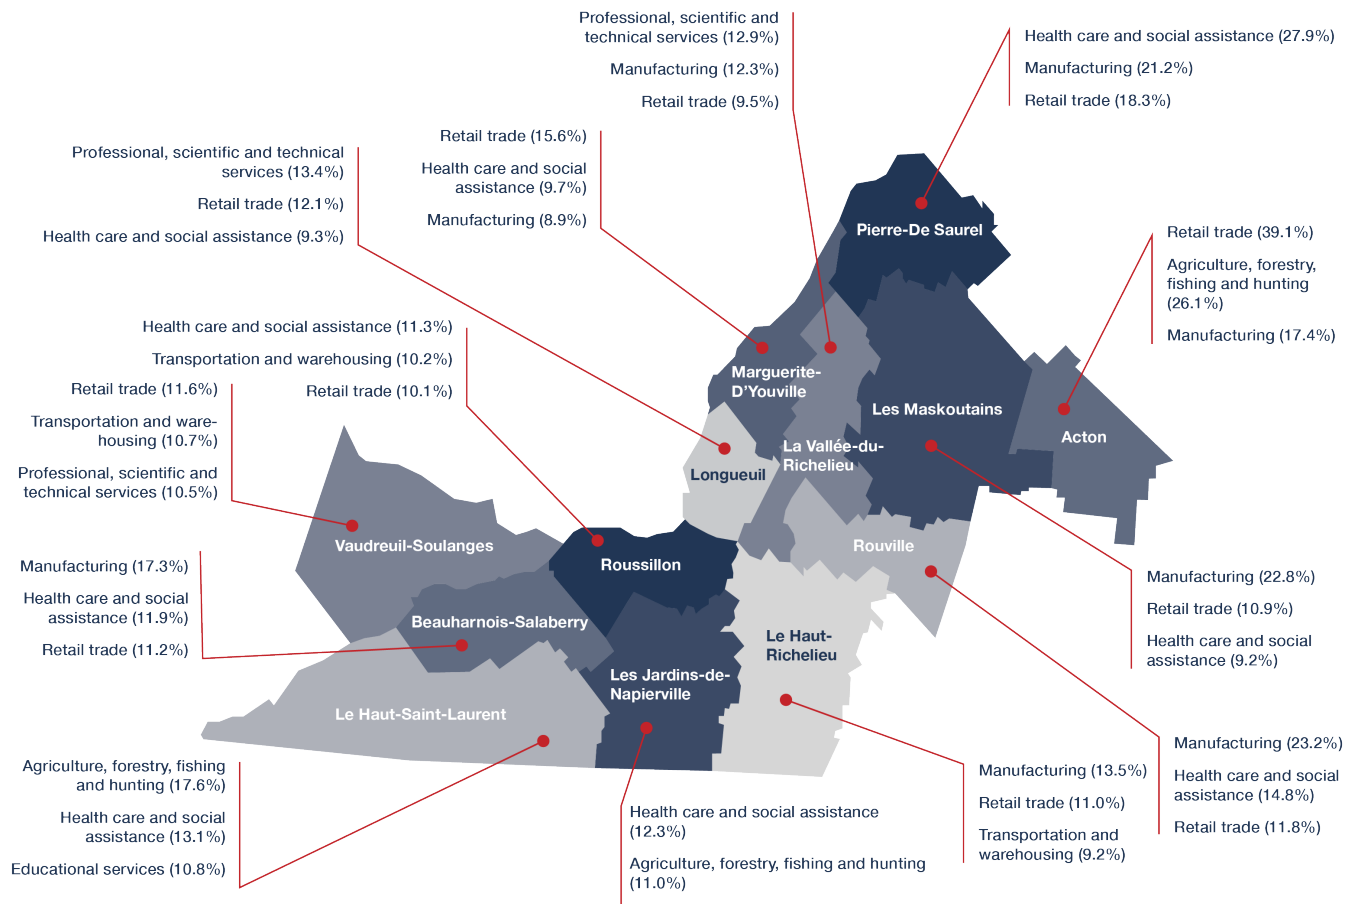 Professional, scientific and
technical services (12.9%)
Manufacturing (12.3%)
Retail trade (9.5%)
Health care and social assistance (27.9%)
Manufacturing (21.2%)
Retail trade (18.3%)
Retail trade (15.6%)
Health care and social
assistance (9.7%)
Manufacturing (8.9%)
Professional, scientific and technical
services (13.4%)
Retail trade (12.1%)
Health care and social assistance (9.3%)
Retail trade (39.1%)
Agriculture, forestry,
fishing and hunting
(26.1%)
Manufacturing (17.4%)
Health care and social assistance (11.3%)
Transportation and warehousing (10.2%)
Retail trade (10.1%)
Retail trade (11.6%)
Transportation and ware-
housing (10.7%)
Professional, scientific and
technical services (10.5%)
Pierre-De Saurel
Marguerite-
D'Youville
Les Maskoutains
Acton
La Vallée-du-
Richelieu
Longueuil
Vaudreuil-Soulanges
Roussillon
Rouville
Beauharnois-Salaberry
Le Haut-
Richelieu
Les Jardins-de-
Napierville
Le Haut-Saint-Laurent
Manufacturing (17.3%)
Health care and social
assistance (11.9%)
Retail trade (11.2%)
Manufacturing (22.8%)
Retail trade (10.9%)
Health care and social
assistance (9.2%)
Agriculture, forestry, fishing
and hunting (17.6%)
Health care and social
assistance (13.1%)
Educational services (10.8%)
Health care and social assistance
(12.3%)
Agriculture, forestry, fishing and hunting
(11.0%)
Manufacturing (13.5%)
Retail trade (11.0%)
Transportation and
warehousing (9.2%)
Manufacturing (23.2%)
Health care and social
assistance (14.8%)
Retail trade (11.8%)